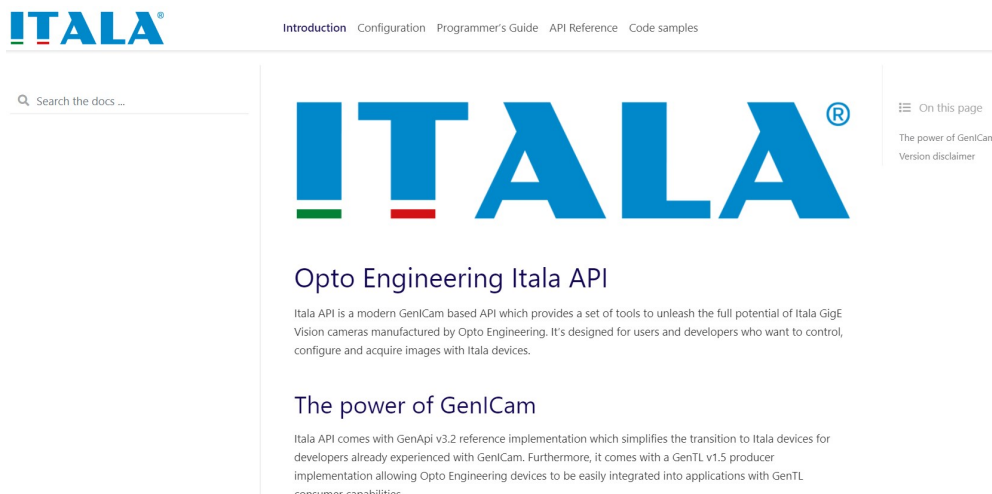 ITALA®
Introduction Configuration Programmer's Guide API Reference Code samples
Search the docs ...
ITALA®
Opto Engineering Itala API
Itala API is a modern GenICam based API which provides a set of tools to unleash the full potential of Itala GigE
Vision cameras manufactured by Opto Engineering. It's designed for users and developers who want to control,
configure and acquire images with Itala devices.
The power of GenICam
Itala API comes with GenApi v3.2 reference implementation which simplifies the transition to Itala devices for
developers already experienced with GenICam. Furthermore, it comes with a GenTL v1.5 producer
implementation allowing Opto Engineering devices to be easily integrated into applications with GenTL
consumer capabilities.
On this page
The power of GenICam
Version disclaimer